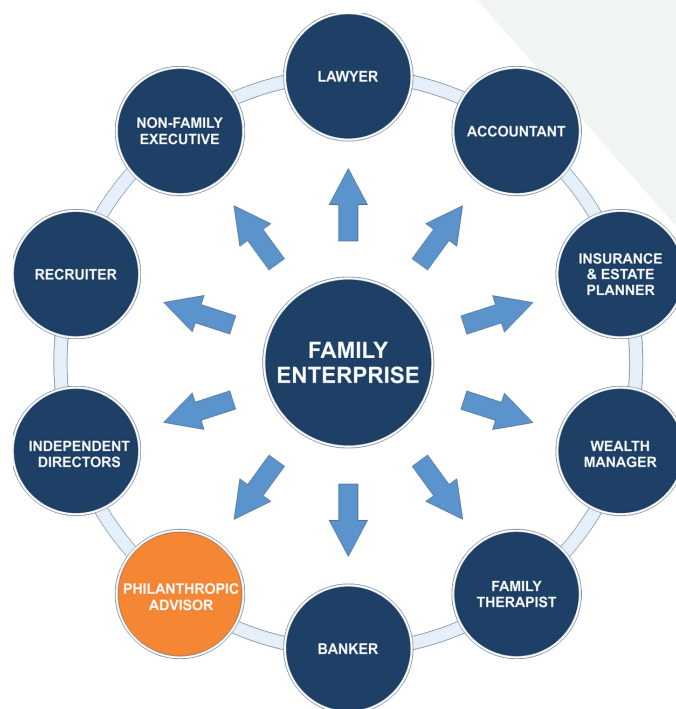 LAWYER
ACCOUNTANT
INSURANCE
& ESTATE
PLANNER
WEALTH
MANAGER
FAMILY
THERAPIST
BANKER
PHILANTHROPIC
ADVISOR
INDEPENDENT
DIRECTORS
RECRUITER
NON-FAMILY
EXECUTIVE
FAMILY
ENTERPRISE